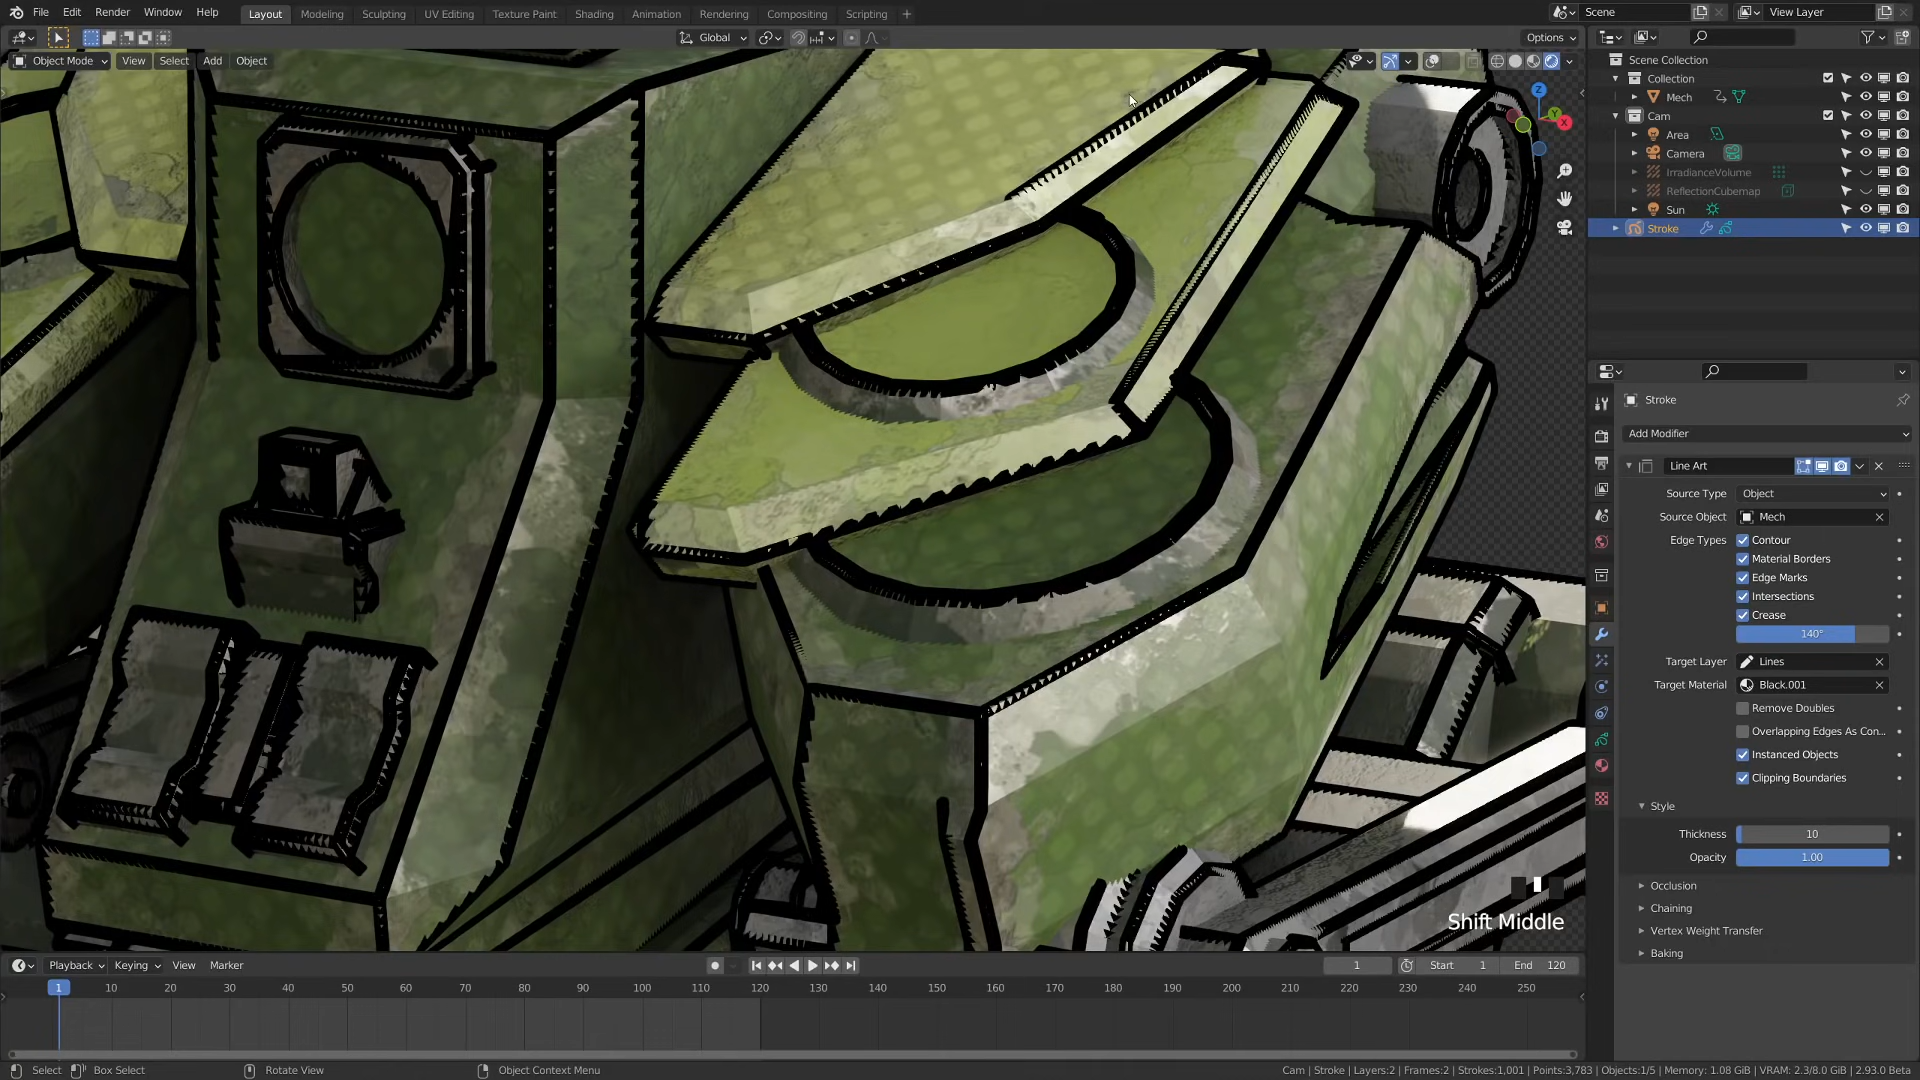 File Edit Render Window Help
Layout Modeling Sculpting UV Editing Texture Paint Shading Animation Rendering Compositing Scripting +
Scene
View Layer
Global
Options
Object Mode View Select Add Object
Z
Y
X
Scene Collection
Collection
Mech
Cam
Area
Camera
IrradianceVolume
ReflectionCubemap
Sun
Stroke
Stroke
Add Modifier
Line Art
Source Type Object
Source Object Mech
Edge Types Contour
Material Borders
Edge Marks
Intersections
Crease
140°
Target Layer Lines
Target Material Black.001
Remove Doubles
Overlapping Edges As Con...
Instanced Objects
Clipping Boundaries
Style
Thickness 10
Opacity 1.00
Occlusion
Chaining
Vertex Weight Transfer
Baking
Shift Middle
Playback Keying View Marker
1
Start 1
End 120
1 10 20 30 40 50 60 70 80 90 100 110 120 130 140 150 160 170 180 190 200 210 220 230 240 250
Select Box Select Rotate View Object Context Menu
Cam | Stroke | Layers:2 | Frames:2 | Strokes:1,001 | Points:3,783 | Objects:1/5 | Memory: 1.08 GiB | VRAM: 2.3/8.0 GiB | 2.93.0 Beta